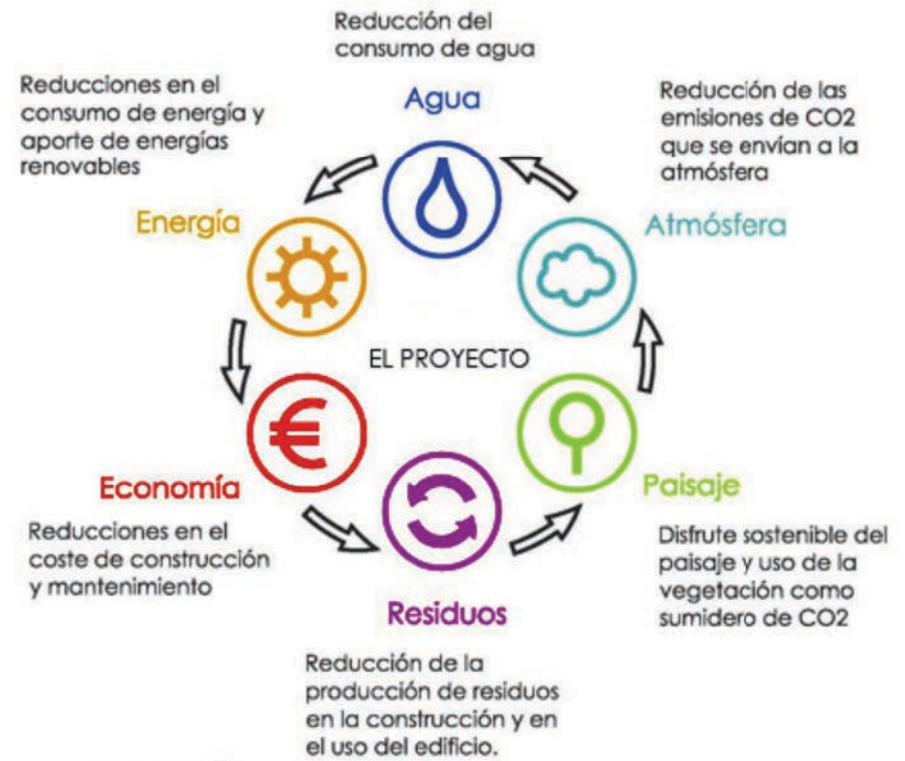 Reducción del
consumo de agua
Agua
Reducciones en el
consumo de energía y
aporte de energías
renovables
Energía
Reducción de las
emisiones de CO2
que se envían a la
atmósfera
Atmósfera
EL PROYECTO
Economía
Reducciones en el
coste de construcción
y mantenimiento
Paisaje
Disfrute sostenible del
paisaje y uso de la
vegetación como
sumidero de CO2
Residuos
Reducción de la
producción de residuos
en la construcción y en
el uso del edificio.